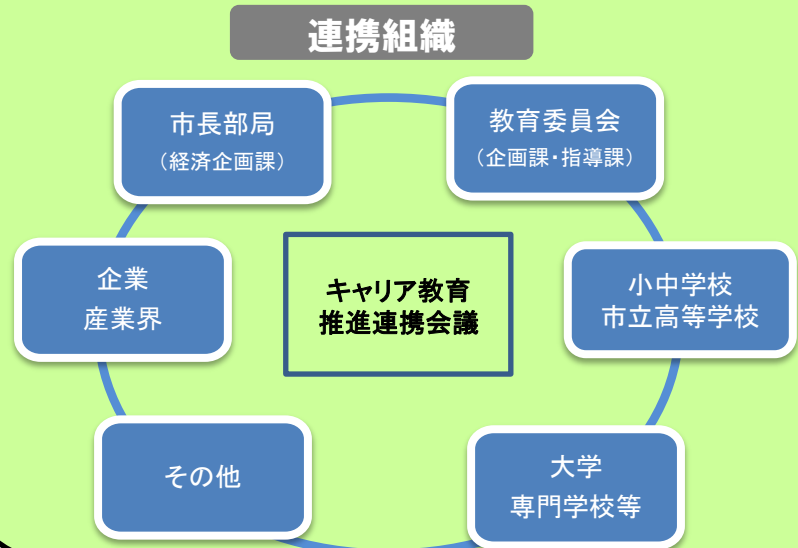 連携組織
市長部局
（経済企画課）
教育委員会
（企画課・指導課）
企業
産業界
キャリア教育
推進連携会議
小中学校
市立高等学校
その他
大学
専門学校等